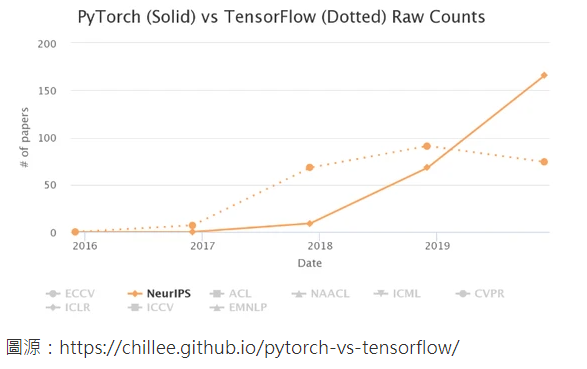 PyTorch (Solid) vs TensorFlow (Dotted) Raw Counts
200
150
100
50
0
# of papers
2016 2017 2018 2019
Date
ECCV NeurIPS ACL NAACL ICML CVPR
ICLR ICCV EMNLP
圖源：https://chillee.github.io/pytorch-vs-tensorflow/